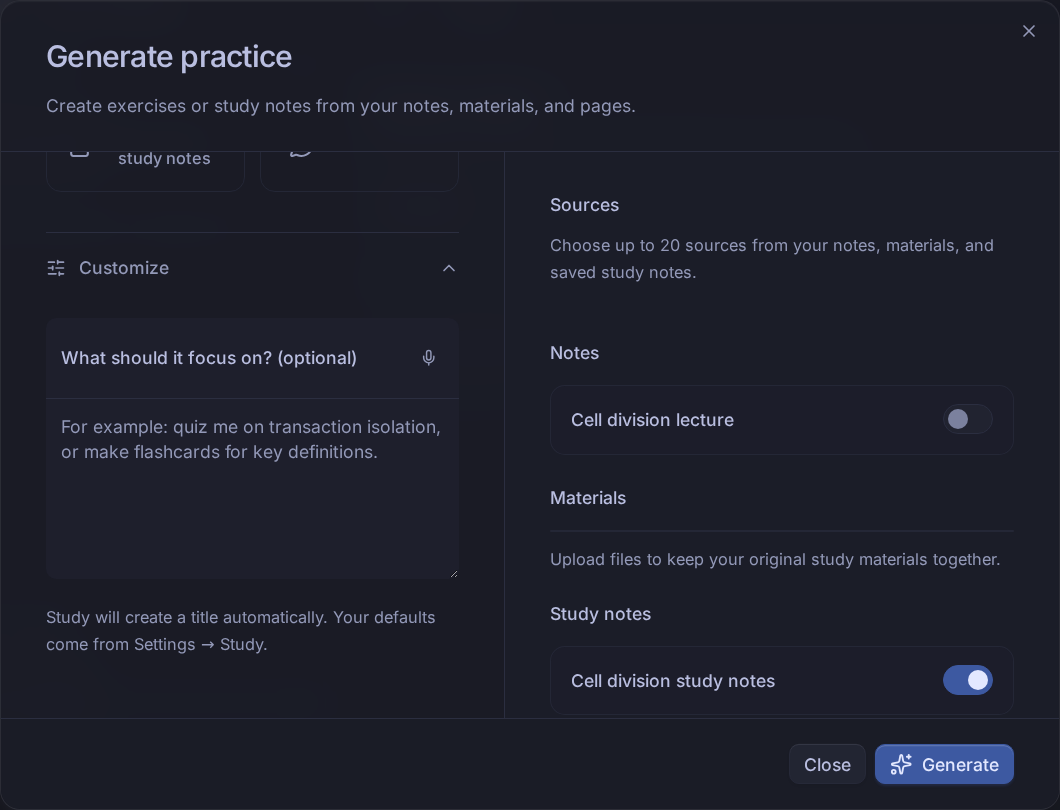 Generate practice
Create exercises or study notes from your notes, materials, and pages.
study notes
Customize
What should it focus on? (optional)
For example: quiz me on transaction isolation,
or make flashcards for key definitions.
Study will create a title automatically. Your defaults
come from Settings → Study.
Sources
Choose up to 20 sources from your notes, materials, and
saved study notes.
Notes
Cell division lecture
Materials
Upload files to keep your original study materials together.
Study notes
Cell division study notes
Close
Generate